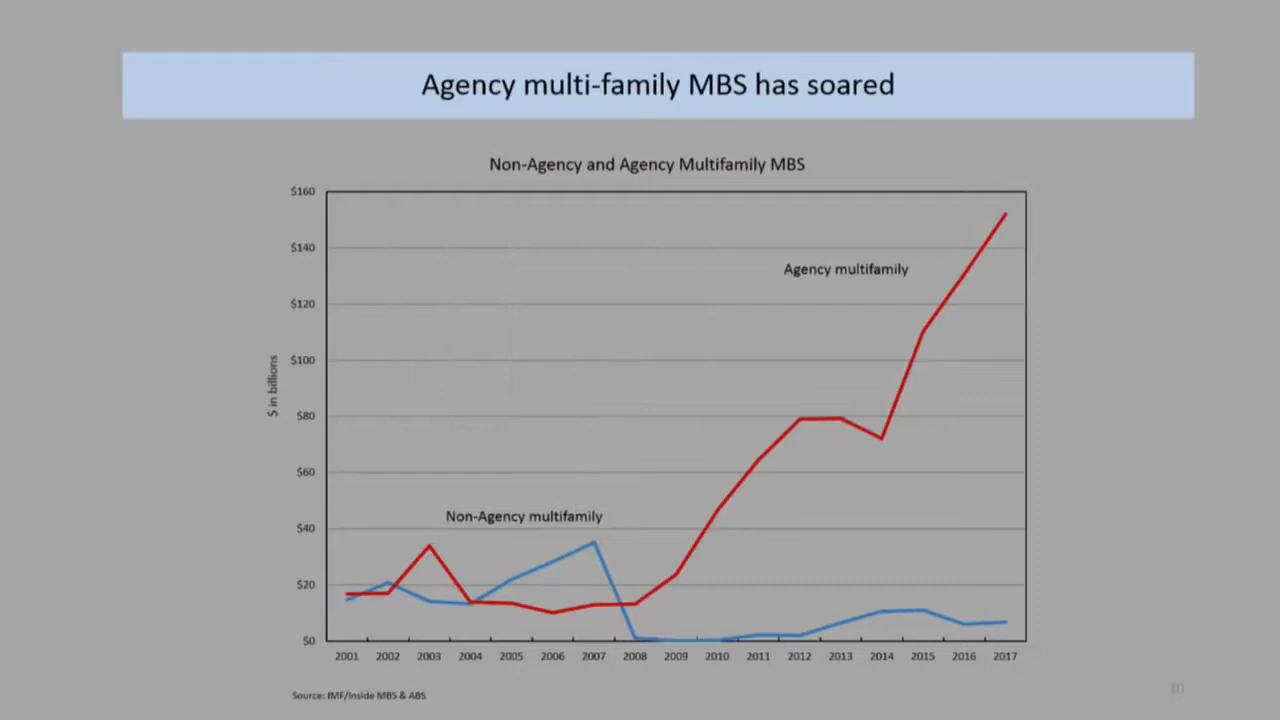 Agency multi-family MBS has soared
Non-Agency and Agency Multifamily MBS
$160
$140
$120
$100
$80
$60
$40
$20
$0
$ in billions
Agency multifamily
Non-Agency multifamily
2001 2002 2003 2004 2005 2006 2007 2008 2009 2010 2011 2012 2013 2014 2015 2016 2017
Source: IMF/Inside MBS & ABS
10